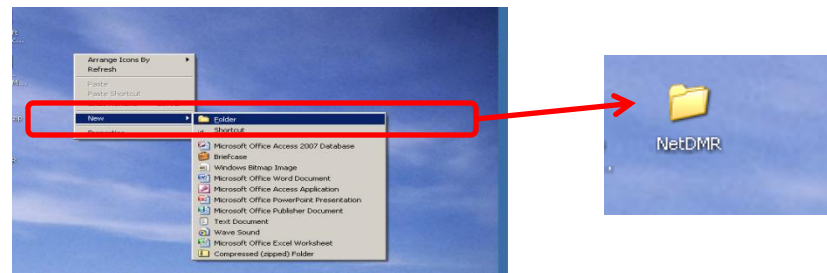 Arrange Icons By
Refresh
Paste
Paste Shortcut
New
Properties
Folder
Shortcut
Microsoft Office Access 2007 Database
Briefcase
Windows Bitmap Image
Microsoft Office Word Document
Microsoft Office Access Application
Microsoft Office PowerPoint Presentation
Microsoft Office Publisher Document
Text Document
Wave Sound
Microsoft Office Excel Worksheet
Compressed (zipped) Folder
NetDMR